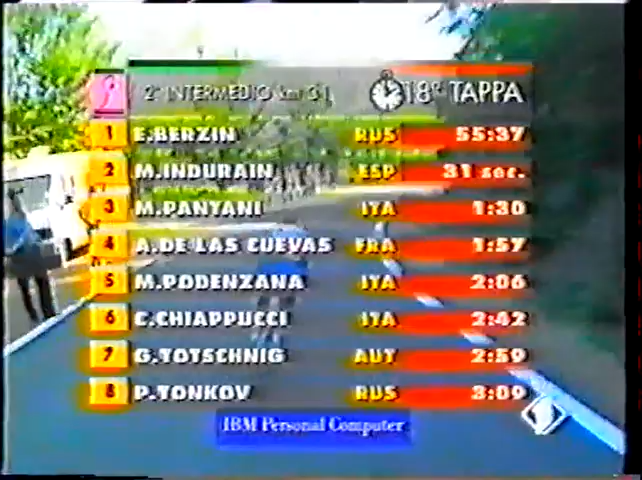 2° INTERMEDIO km 31
18ª TAPPA
1 E.BERZIN RUS 55:37
2 M.INDURAIN ESP 31 sec.
3 M.PANTANI ITA 1:30
4 A.DE LAS CUEVAS FRA 1:57
5 M.PODENZANA ITA 2:06
6 C.CHIAPPUCCI ITA 2:42
7 G.TOTSCHNIG AUT 2:59
8 P.TONKOV RUS 3:09
IBM Personal Computer
1